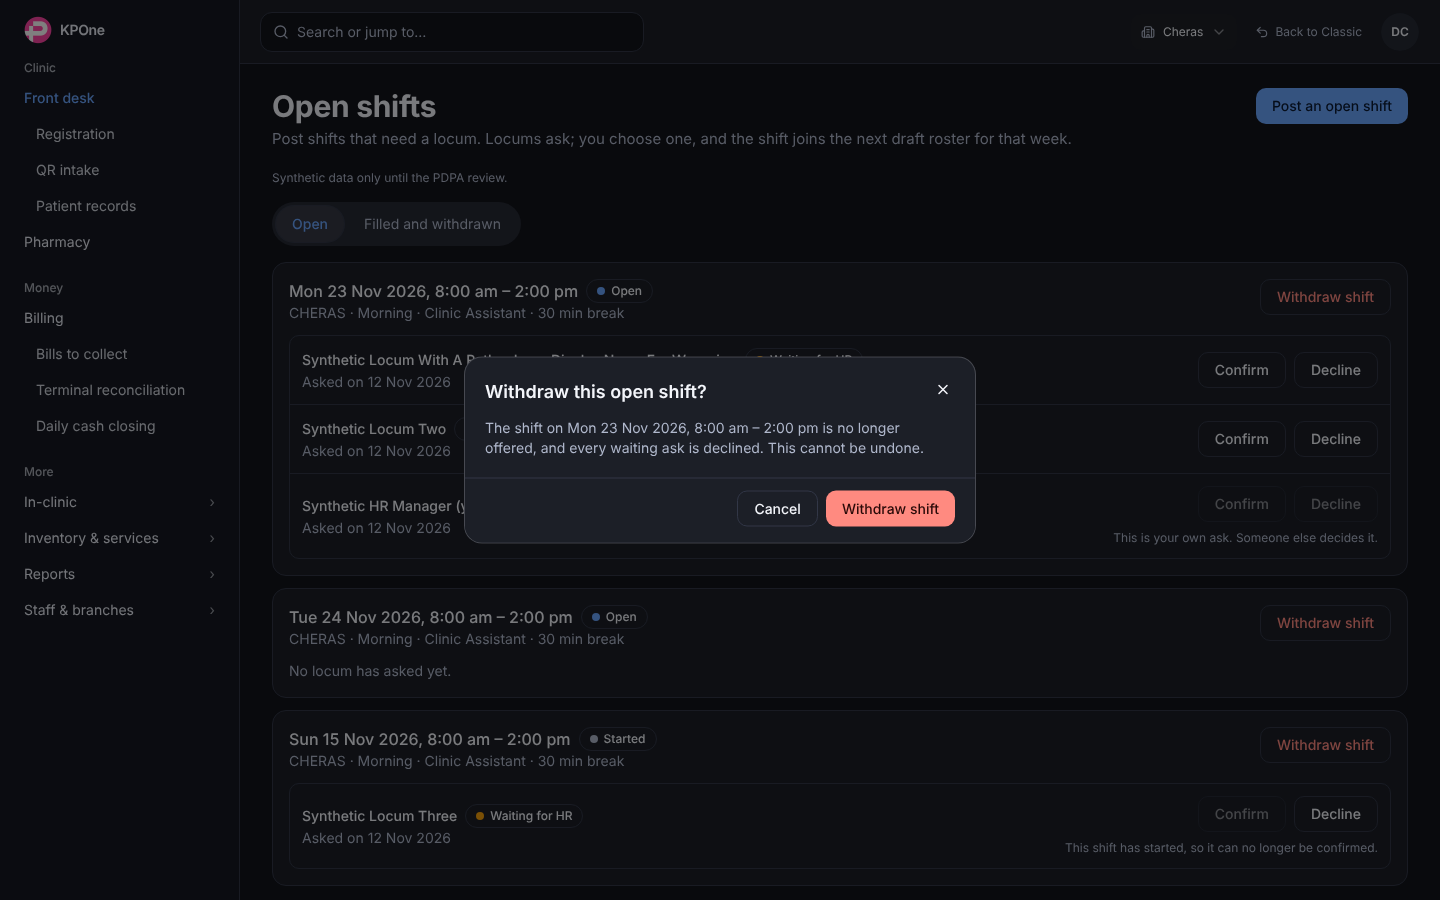 KPOne
Search or jump to...
Cheras
Back to Classic
DC
Clinic
Front desk
Registration
QR intake
Patient records
Pharmacy
Money
Billing
Bills to collect
Terminal reconciliation
Daily cash closing
More
In-clinic
Inventory & services
Reports
Staff & branches
Open shifts
Post an open shift
Post shifts that need a locum. Locums ask; you choose one, and the shift joins the next draft roster for that week.
Synthetic data only until the PDPA review.
Open
Filled and withdrawn
Mon 23 Nov 2026, 8:00 am – 2:00 pm
Open
Withdraw shift
CHERAS · Morning · Clinic Assistant · 30 min break
Synthetic Locum With A
Asked on 12 Nov 2026
Confirm
Decline
Synthetic Locum Two
Asked on 12 Nov 2026
Confirm
Decline
Synthetic HR Manager
Asked on 12 Nov 2026
Confirm
Decline
This is your own ask. Someone else decides it.
Withdraw this open shift?
The shift on Mon 23 Nov 2026, 8:00 am – 2:00 pm is no longer
offered, and every waiting ask is declined. This cannot be undone.
Cancel
Withdraw shift
Tue 24 Nov 2026, 8:00 am – 2:00 pm
Open
Withdraw shift
CHERAS · Morning · Clinic Assistant · 30 min break
No locum has asked yet.
Sun 15 Nov 2026, 8:00 am – 2:00 pm
Started
Withdraw shift
CHERAS · Morning · Clinic Assistant · 30 min break
Synthetic Locum Three
Waiting for HR
Asked on 12 Nov 2026
Confirm
Decline
This shift has started, so it can no longer be confirmed.